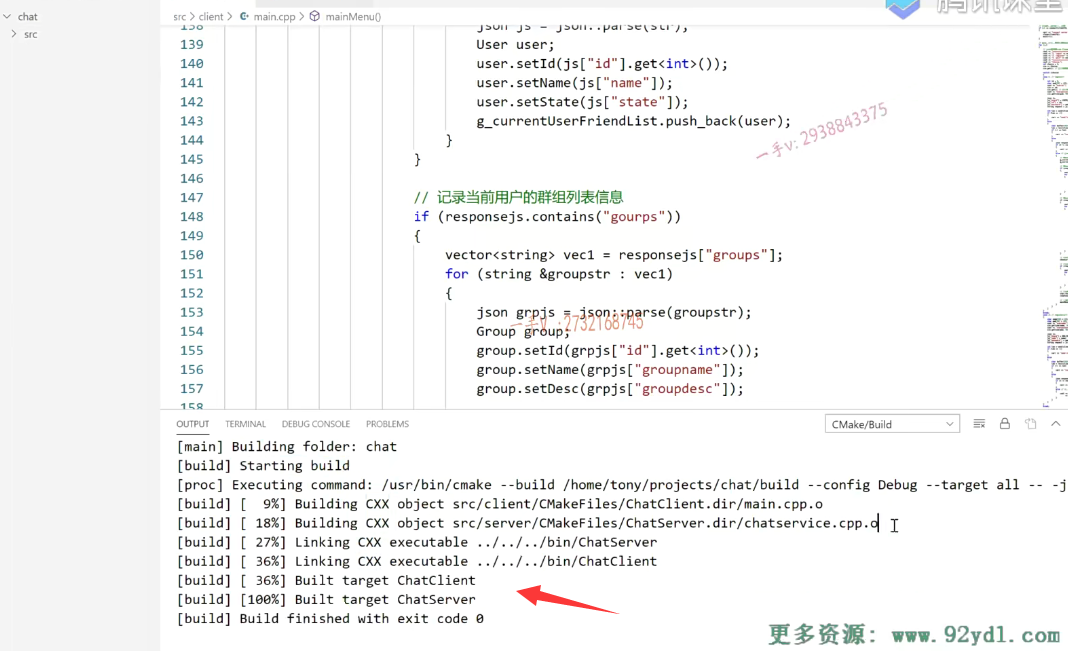 chat
src
src > client > main.cpp > mainMenu()
腾讯课堂
138 json js = json::parse(str);
139 User user;
140 user.setId(js["id"].get<int>());
141 user.setName(js["name"]);
142 user.setState(js["state"]);
143 g_currentUserFriendList.push_back(user);
144 }
145 }
146
147 // 记录当前用户的群组列表信息
148 if (responsejs.contains("gourps"))
149 {
150 vector<string> vec1 = responsejs["groups"];
151 for (string &groupstr : vec1)
152 {
153 json grpjs = json::parse(groupstr);
154 Group group;
155 group.setId(grpjs["id"].get<int>());
156 group.setName(grpjs["groupname"]);
157 group.setDesc(grpjs["groupdesc"]);
158
一手v: 2938843375
一手v :2732168745
OUTPUT TERMINAL DEBUG CONSOLE PROBLEMS CMake/Build
[main] Building folder: chat
[build] Starting build
[proc] Executing command: /usr/bin/cmake --build /home/tony/projects/chat/build --config Debug --target all -- -j
[build] [  9%] Building CXX object src/client/CMakeFiles/ChatClient.dir/main.cpp.o
[build] [ 18%] Building CXX object src/server/CMakeFiles/ChatServer.dir/chatservice.cpp.o
[build] [ 27%] Linking CXX executable ../../../bin/ChatServer
[build] [ 36%] Linking CXX executable ../../../bin/ChatClient
[build] [ 36%] Built target ChatClient
[build] [100%] Built target ChatServer
[build] Build finished with exit code 0
更多资源: www.92ydl.com